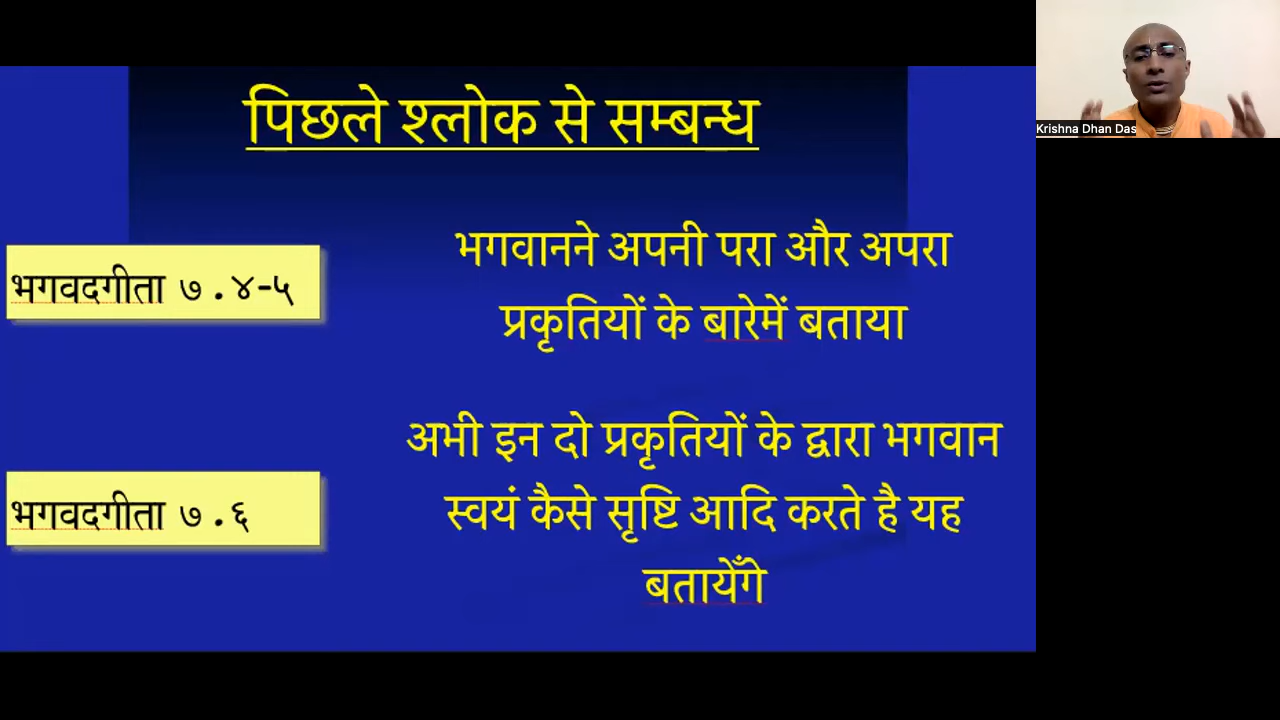 पिछले श्लोक से सम्बन्ध
भगवदगीता ७ . ४-५
भगवानने अपनी परा और अपरा
प्रकृतियों के बारेमें बताया
भगवदगीता ७ . ६
अभी इन दो प्रकृतियों के द्वारा भगवान
स्वयं कैसे सृष्टि आदि करते है यह
बतायेँगे
Krishna Dhan Das